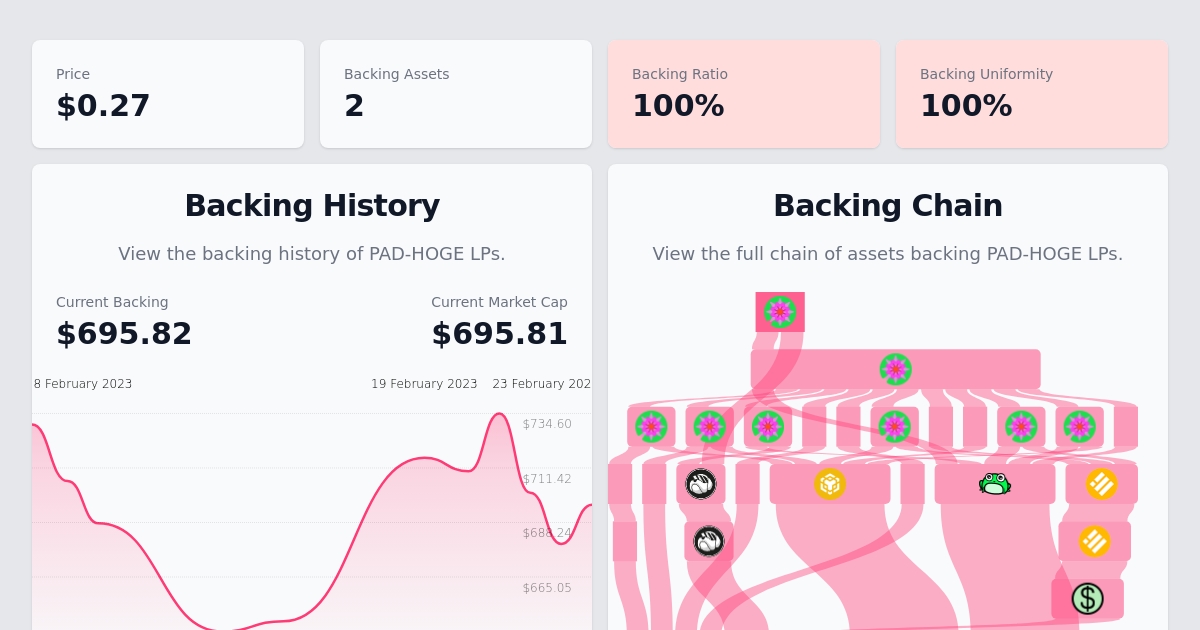 Price
$0.27
Backing Assets
2
Backing Ratio
100%
Backing Uniformity
100%
Backing History
View the backing history of PAD-HOGE LPs.
Current Backing
$695.82
Current Market Cap
$695.81
8 February 2023
19 February 2023
23 February 202
$734.60
$711.42
$688.24
$665.05
Backing Chain
View the full chain of assets backing PAD-HOGE LPs.
$